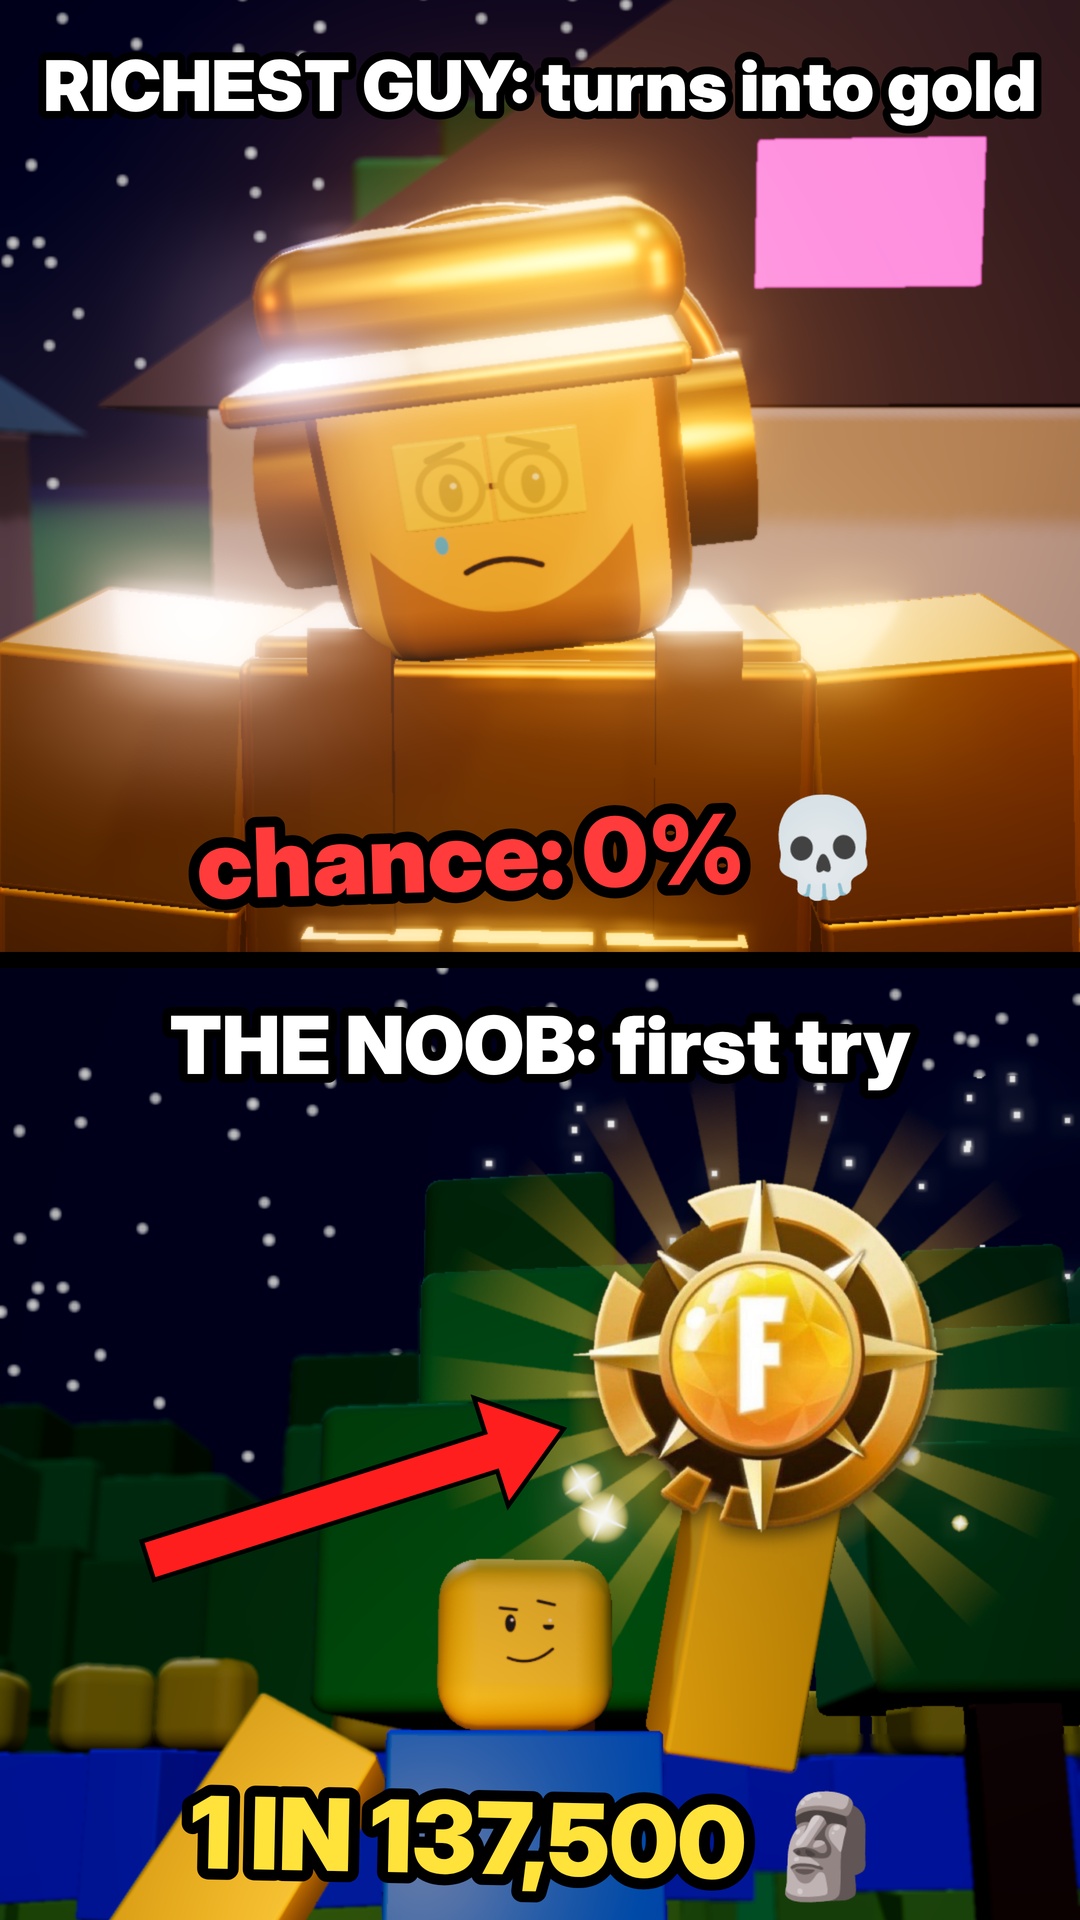 RICHEST GUY: turns into gold
chance: 0% 💀
THE NOOB: first try
F
1 IN 137,500 🗿